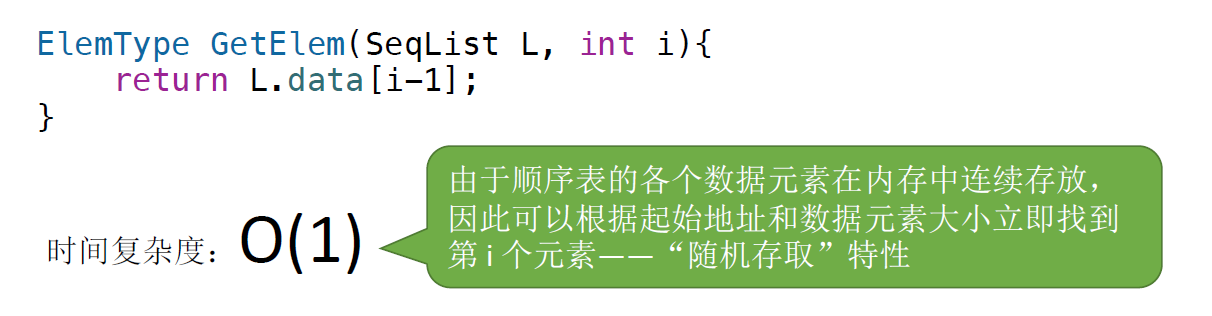 ElemType GetElem(SeqList L, int i){
    return L.data[i-1];
}
时间复杂度：O(1)
由于顺序表的各个数据元素在内存中连续存放，
因此可以根据起始地址和数据元素大小立即找到
第 i 个元素——“随机存取”特性